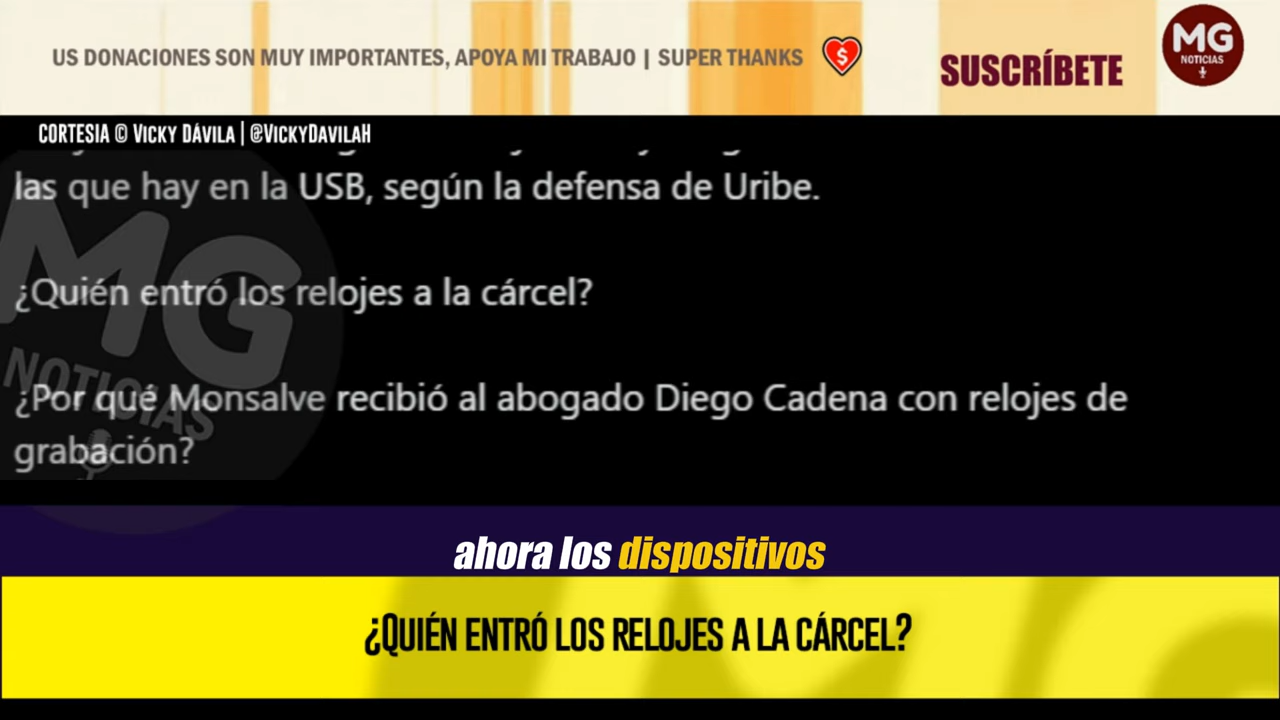 US DONACIONES SON MUY IMPORTANTES, APOYA MI TRABAJO | SUPER THANKS
$
SUSCRÍBETE
MG
NOTICIAS
CORTESIA © VICKY DÁVILA | @VICKYDAVILAH
las que hay en la USB, según la defensa de Uribe.
¿Quién entró los relojes a la cárcel?
¿Por qué Monsalve recibió al abogado Diego Cadena con relojes de
grabación?
MG
NOTICIAS
ahora los dispositivos
¿QUIÉN ENTRÓ LOS RELOJES A LA CÁRCEL?